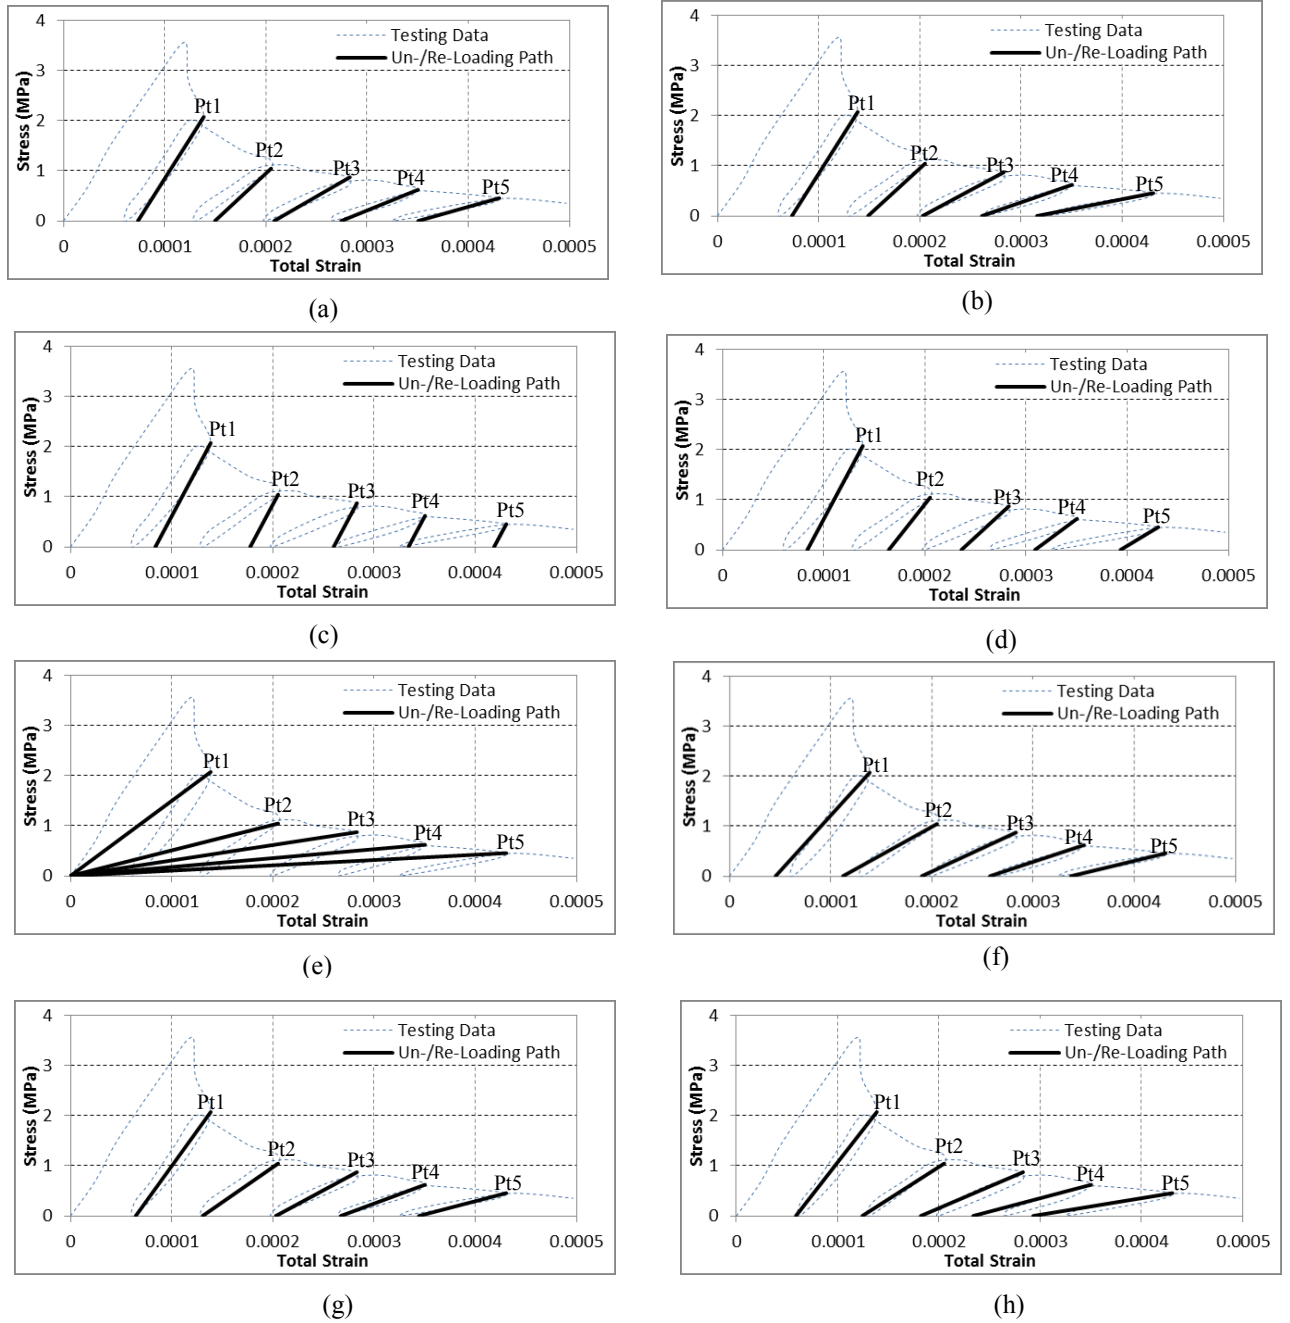 4
3
2
1
0
Stress (MPa)
Testing Data
Un-/Re-Loading Path
Pt1
Pt2
Pt3
Pt4
Pt5
0 0.0001 0.0002 0.0003 0.0004 0.0005
Total Strain
(a)
4
3
2
1
0
Stress (MPa)
Testing Data
Un-/Re-Loading Path
Pt1
Pt2
Pt3
Pt4
Pt5
0 0.0001 0.0002 0.0003 0.0004 0.0005
Total Strain
(b)
4
3
2
1
0
Stress (MPa)
Testing Data
Un-/Re-Loading Path
Pt1
Pt2
Pt3
Pt4
Pt5
0 0.0001 0.0002 0.0003 0.0004 0.0005
Total Strain
(c)
4
3
2
1
0
Stress (MPa)
Testing Data
Un-/Re-Loading Path
Pt1
Pt2
Pt3
Pt4
Pt5
0 0.0001 0.0002 0.0003 0.0004 0.0005
Total Strain
(d)
4
3
2
1
0
Stress (MPa)
Testing Data
Un-/Re-Loading Path
Pt1
Pt2
Pt3
Pt4
Pt5
0 0.0001 0.0002 0.0003 0.0004 0.0005
Total Strain
(e)
4
3
2
1
0
Stress (MPa)
Testing Data
Un-/Re-Loading Path
Pt1
Pt2
Pt3
Pt4
Pt5
0 0.0001 0.0002 0.0003 0.0004 0.0005
Total Strain
(f)
4
3
2
1
0
Stress (MPa)
Testing Data
Un-/Re-Loading Path
Pt1
Pt2
Pt3
Pt4
Pt5
0 0.0001 0.0002 0.0003 0.0004 0.0005
Total Strain
(g)
4
3
2
1
0
Stress (MPa)
Testing Data
Un-/Re-Loading Path
Pt1
Pt2
Pt3
Pt4
Pt5
0 0.0001 0.0002 0.0003 0.0004 0.0005
Total Strain
(h)